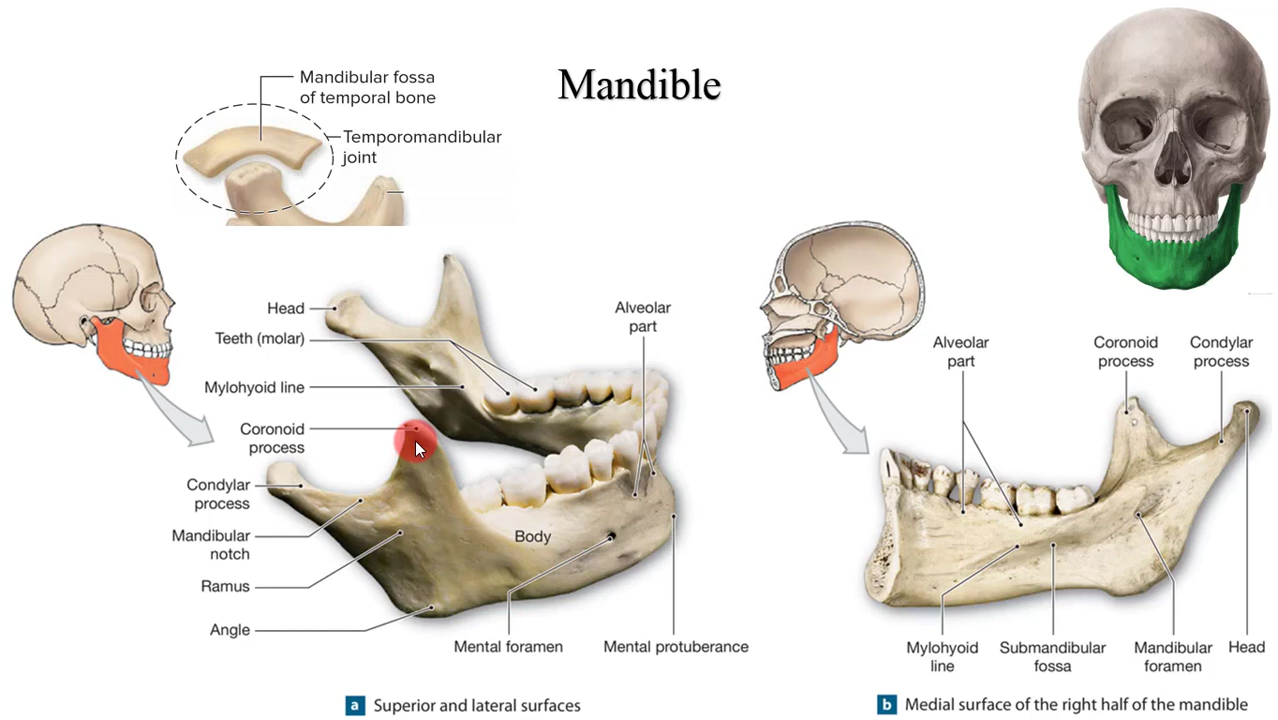 Mandible
Mandibular fossa
of temporal bone
Temporomandibular
joint
Head
Teeth (molar)
Mylohyoid line
Coronoid
process
Condylar
process
Mandibular
notch
Ramus
Angle
Alveolar
part
Body
Mental foramen
Mental protuberance
a Superior and lateral surfaces
Alveolar
part
Coronoid
process
Condylar
process
Mylohyoid
line
Submandibular
fossa
Mandibular
foramen
Head
b Medial surface of the right half of the mandible